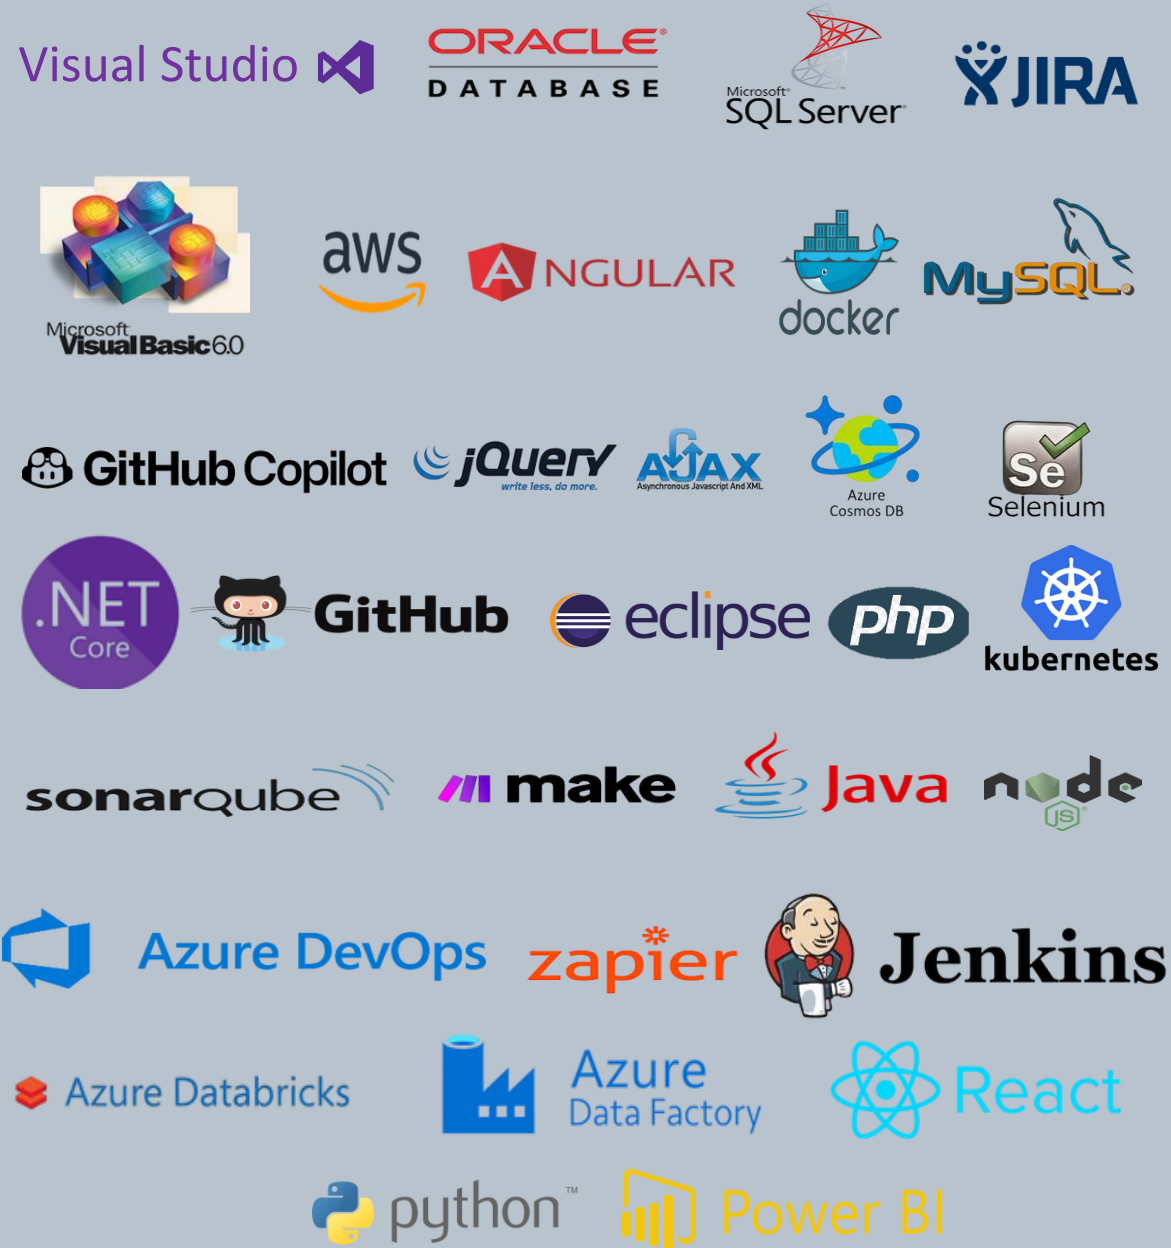 Visual Studio
ORACLE®
DATABASE
Microsoft®
SQL Server®
JIRA
Microsoft®
Visual Basic 6.0
aws
ANGULAR
docker
MySQL®
GitHub Copilot
jQuery
write less, do more.
AJAX
Asynchronous Javascript And XML
Azure
Cosmos DB
Se
Selenium
.NET
Core
GitHub
eclipse
php
kubernetes
sonarqube
make
Java
node
JS®
Azure DevOps
zapier
Jenkins
Azure Databricks
Azure
Data Factory
React
python™
Power BI